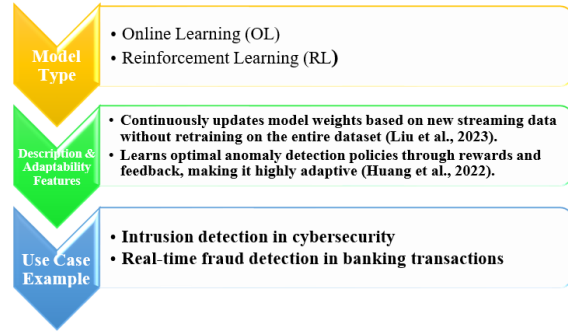 Model
Type
• Online Learning (OL)
• Reinforcement Learning (RL)
Description &
Adaptability
Features
• Continuously updates model weights based on new streaming data
without retraining on the entire dataset (Liu et al., 2023).
• Learns optimal anomaly detection policies through rewards and
feedback, making it highly adaptive (Huang et al., 2022).
Use Case
Example
• Intrusion detection in cybersecurity
• Real-time fraud detection in banking transactions